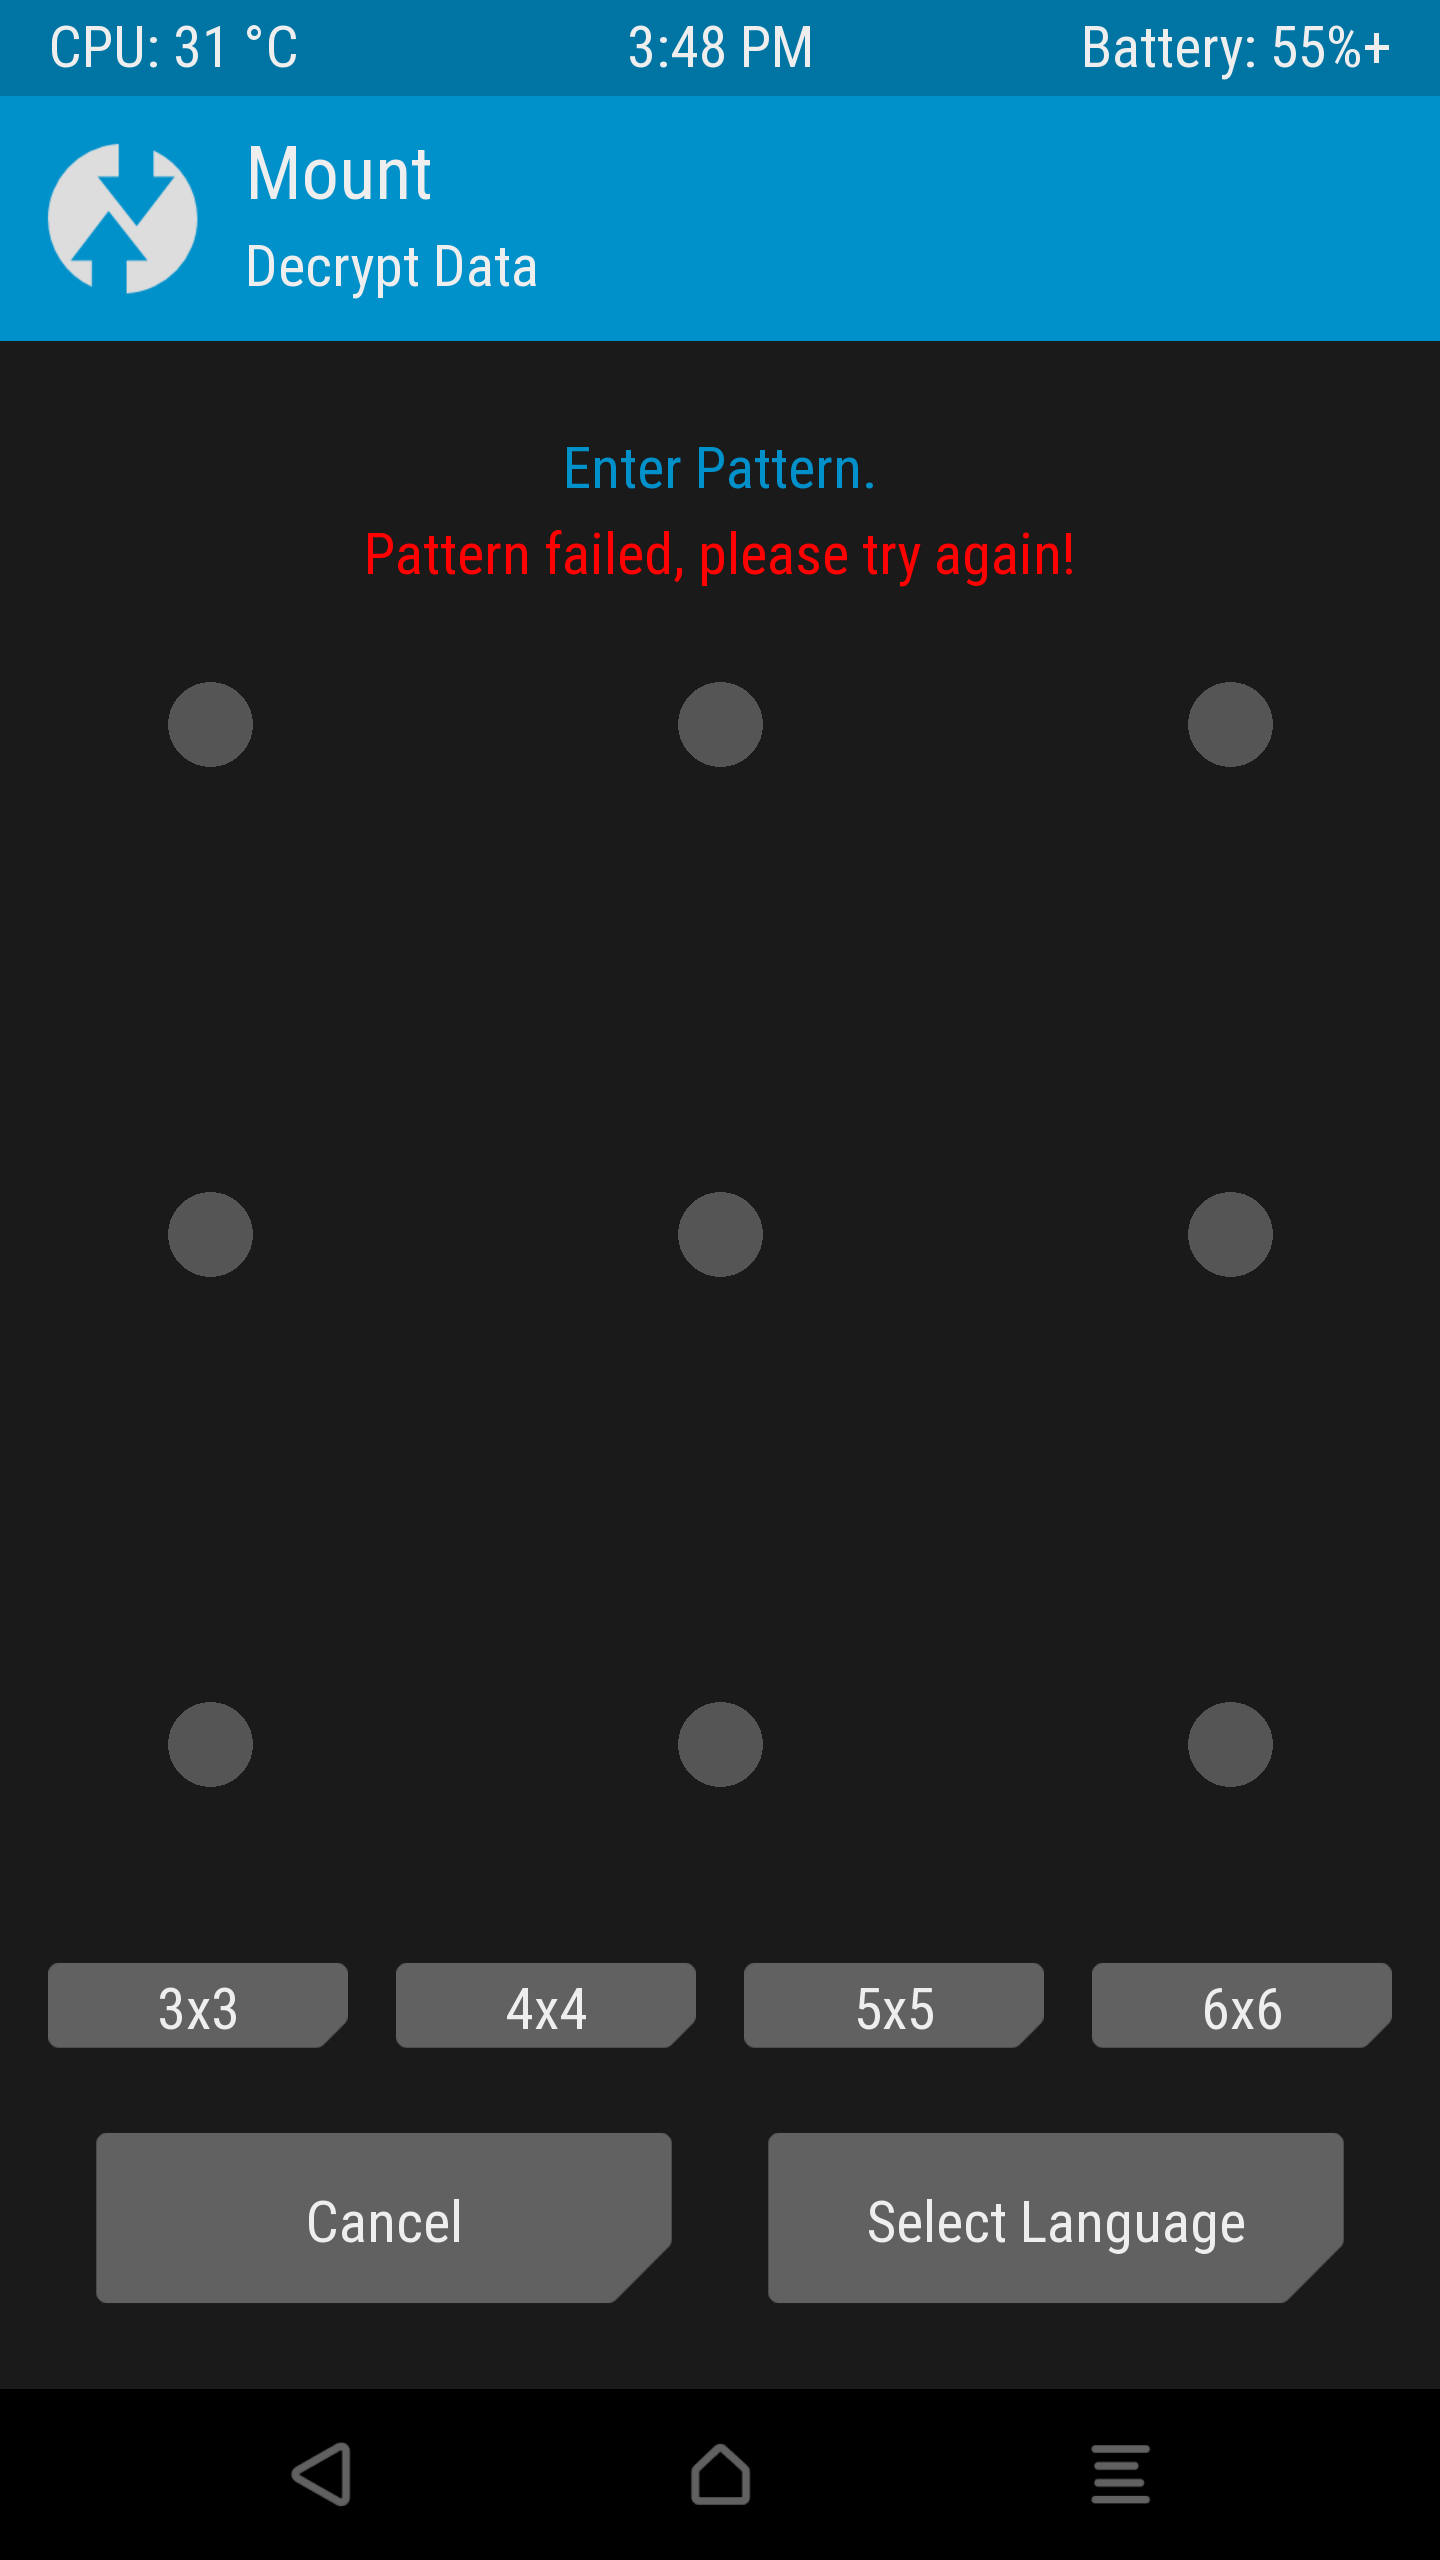 CPU: 31 °C 3:48 PM Battery: 55%+
Mount
Decrypt Data
Enter Pattern.
Pattern failed, please try again!
3x3 4x4 5x5 6x6
Cancel Select Language